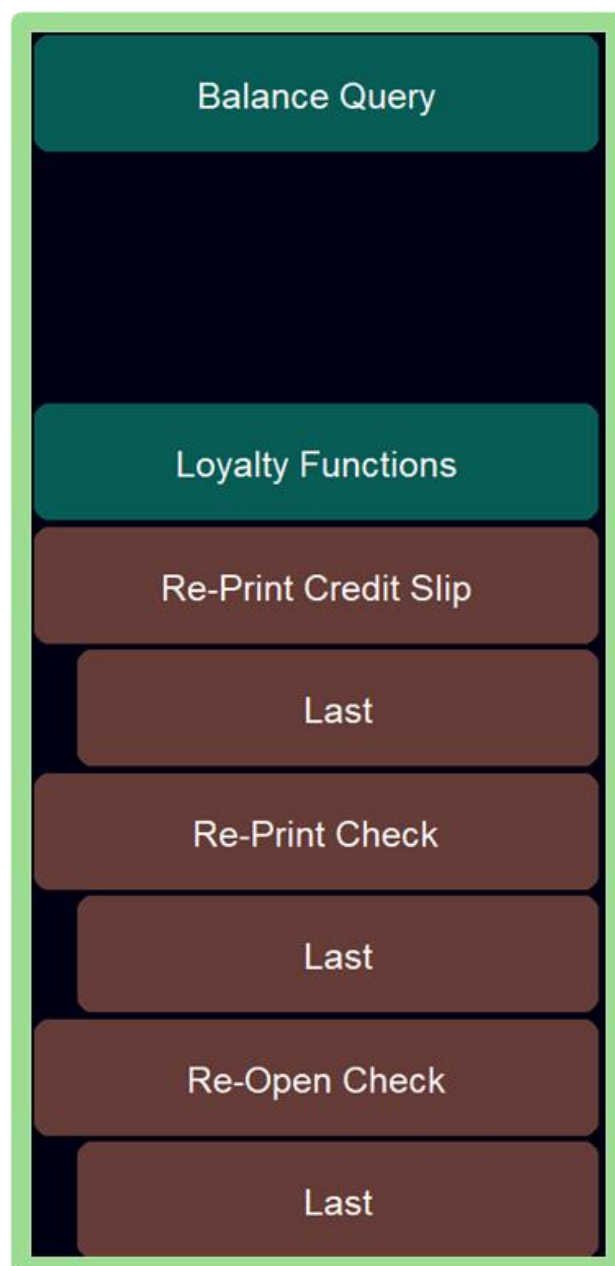 Balance Query
Loyalty Functions
Re-Print Credit Slip
Last
Re-Print Check
Last
Re-Open Check
Last